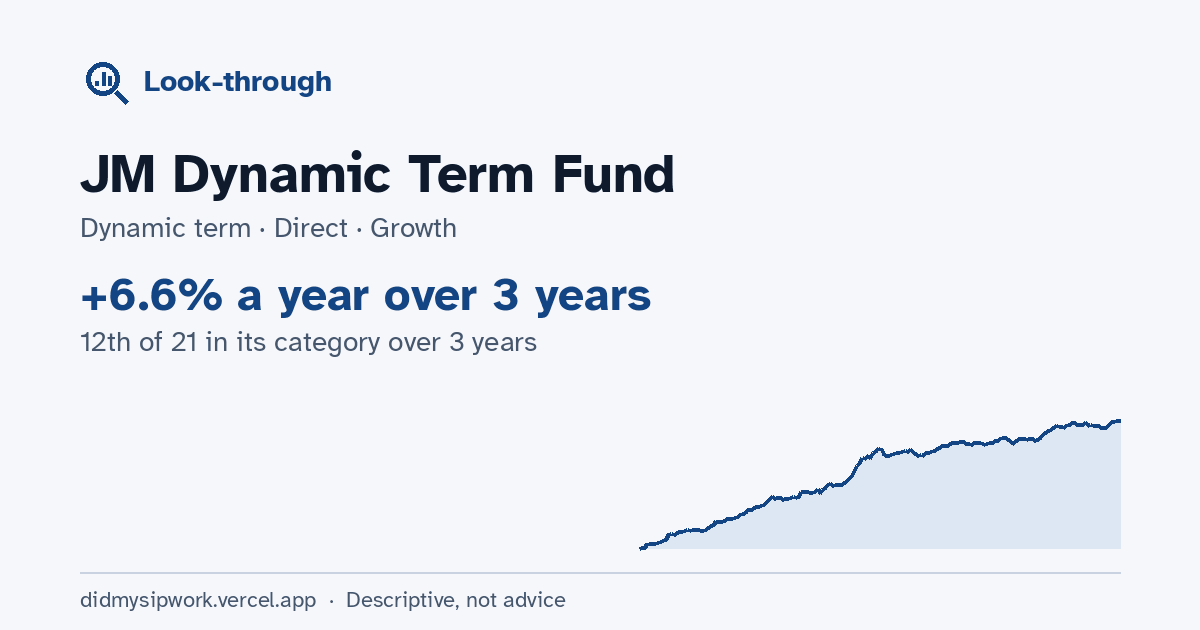 Look-through
JM Dynamic Term Fund
Dynamic term · Direct · Growth
+6.6% a year over 3 years
12th of 21 in its category over 3 years
didmysipwork.vercel.app · Descriptive, not advice